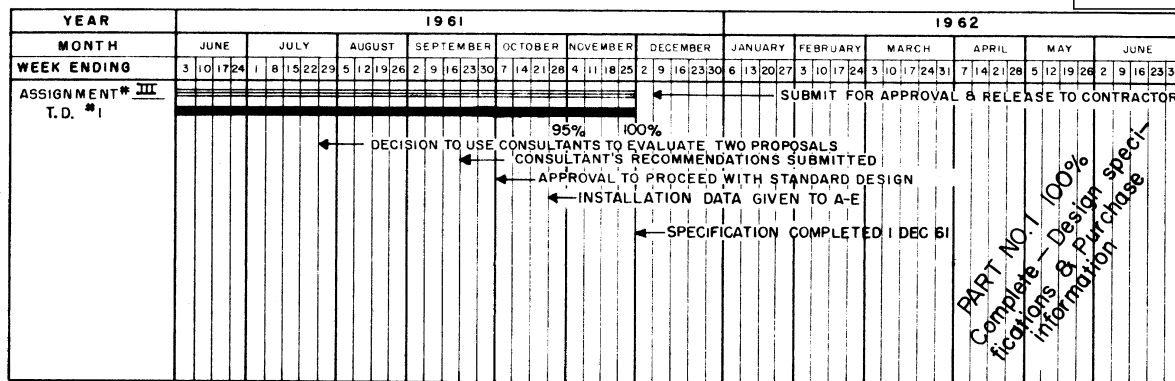 YEAR 1961 1962
MONTH JUNE JULY AUGUST SEPTEMBER OCTOBER NOVEMBER DECEMBER JANUARY FEBRUARY MARCH APRIL MAY JUNE
WEEK ENDING 3 10 17 24 1 8 15 22 29 5 12 19 26 2 9 16 23 30 7 14 21 28 4 11 18 25 2 9 16 23 30 6 13 20 27 3 10 17 24 3 10 17 24 31 7 14 21 28 5 12 19 26 2 9 16 23 3
ASSIGNMENT # III
SUBMIT FOR APPROVAL & RELEASE TO CONTRACTOR
T.D. #1
95% 100%
DECISION TO USE CONSULTANTS TO EVALUATE TWO PROPOSALS
CONSULTANT'S RECOMMENDATIONS SUBMITTED
APPROVAL TO PROCEED WITH STANDARD DESIGN
INSTALLATION DATA GIVEN TO A-E
SPECIFICATION COMPLETED 1 DEC 61
PART NO. 1 100%
Complete – Design speci–
fications & Purchase
information